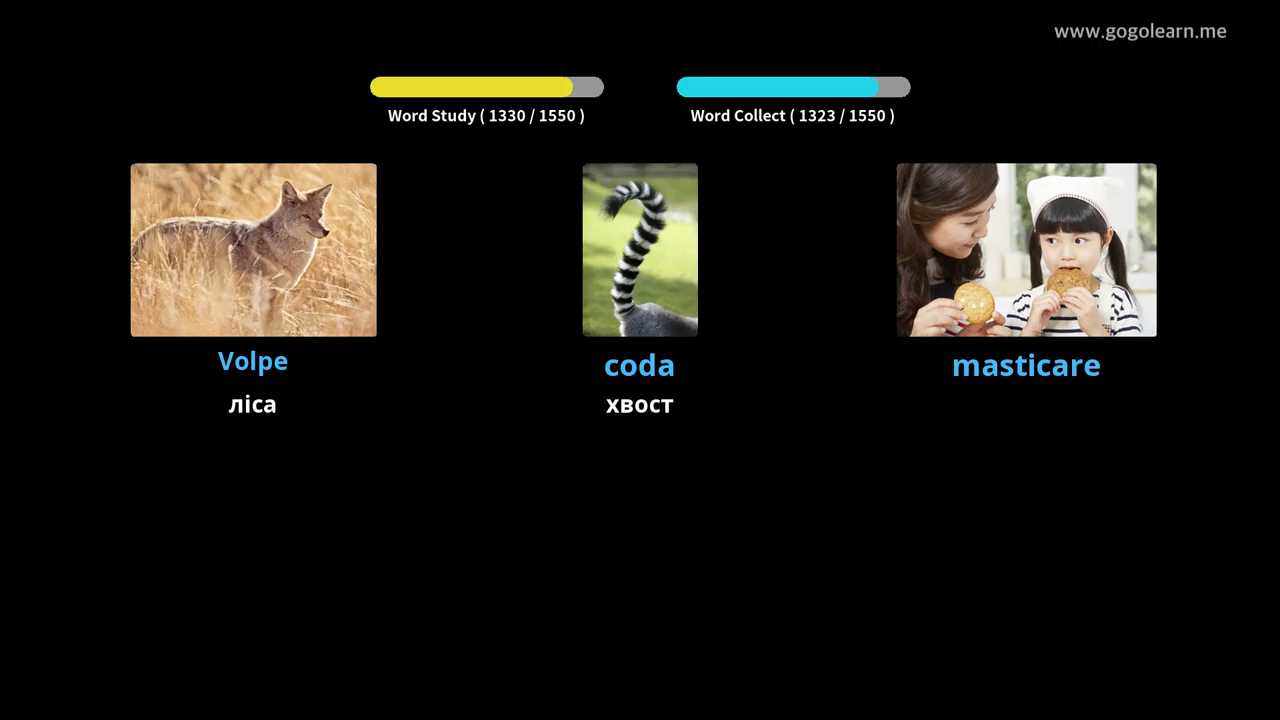 www.gogolearn.me
Word Study ( 1330 / 1550 )
Word Collect ( 1323 / 1550 )
Volpe
coda
masticare
ліса
хвост